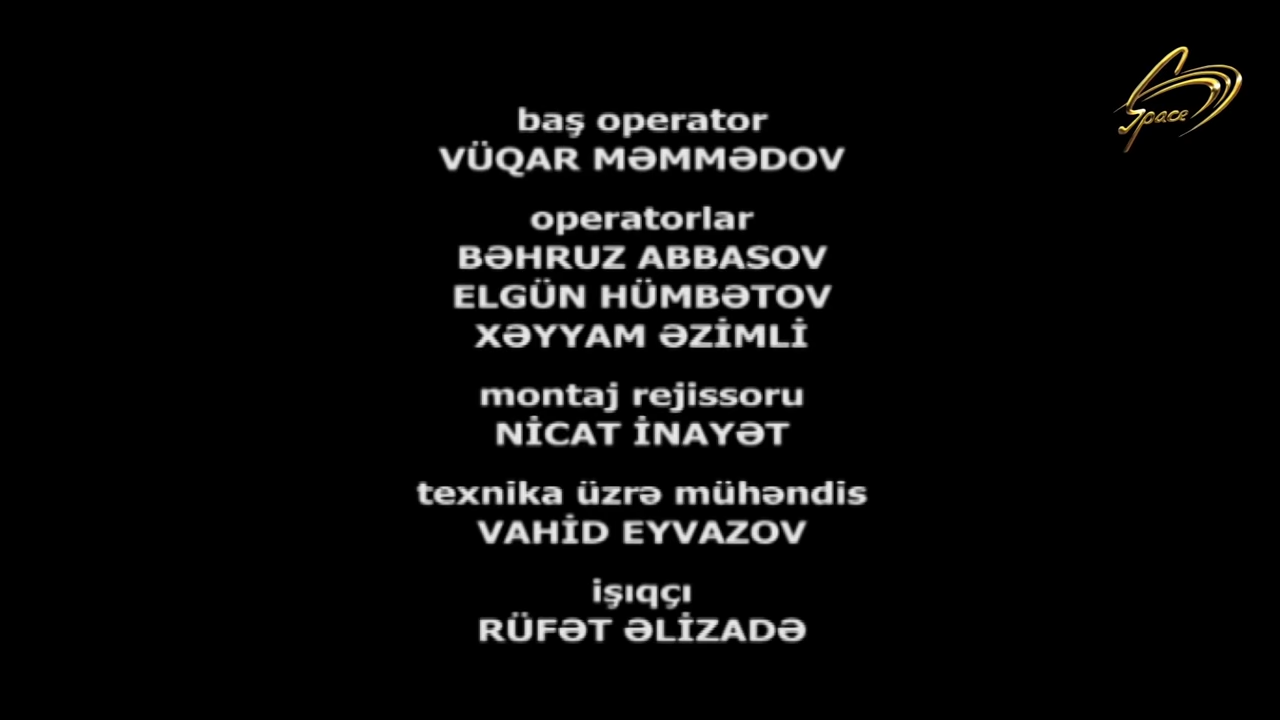 Space
baş operator
VÜQAR MƏMMƏDOV
operatorlar
BƏHRUZ ABBASOV
ELGÜN HÜMBƏTOV
XƏYYAM ƏZİMLİ
montaj rejissoru
NİCAT İNAYƏT
texnika üzrə mühəndis
VAHİD EYVAZOV
işıqçı
RÜFƏT ƏLİZADƏ